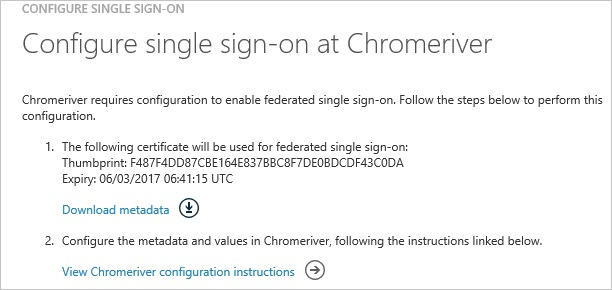 CONFIGURE SINGLE SIGN-ON
Configure single sign-on at Chromeriver
Chromeriver requires configuration to enable federated single sign-on. Follow the steps below to perform this
configuration.
1. The following certificate will be used for federated single sign-on:
Thumbprint: F487F4DD87CBE164E837BBC8F7DE0BDCDF43C0DA
Expiry: 06/03/2017 06:41:15 UTC
Download metadata
2. Configure the metadata and values in Chromeriver, following the instructions linked below.
View Chromeriver configuration instructions